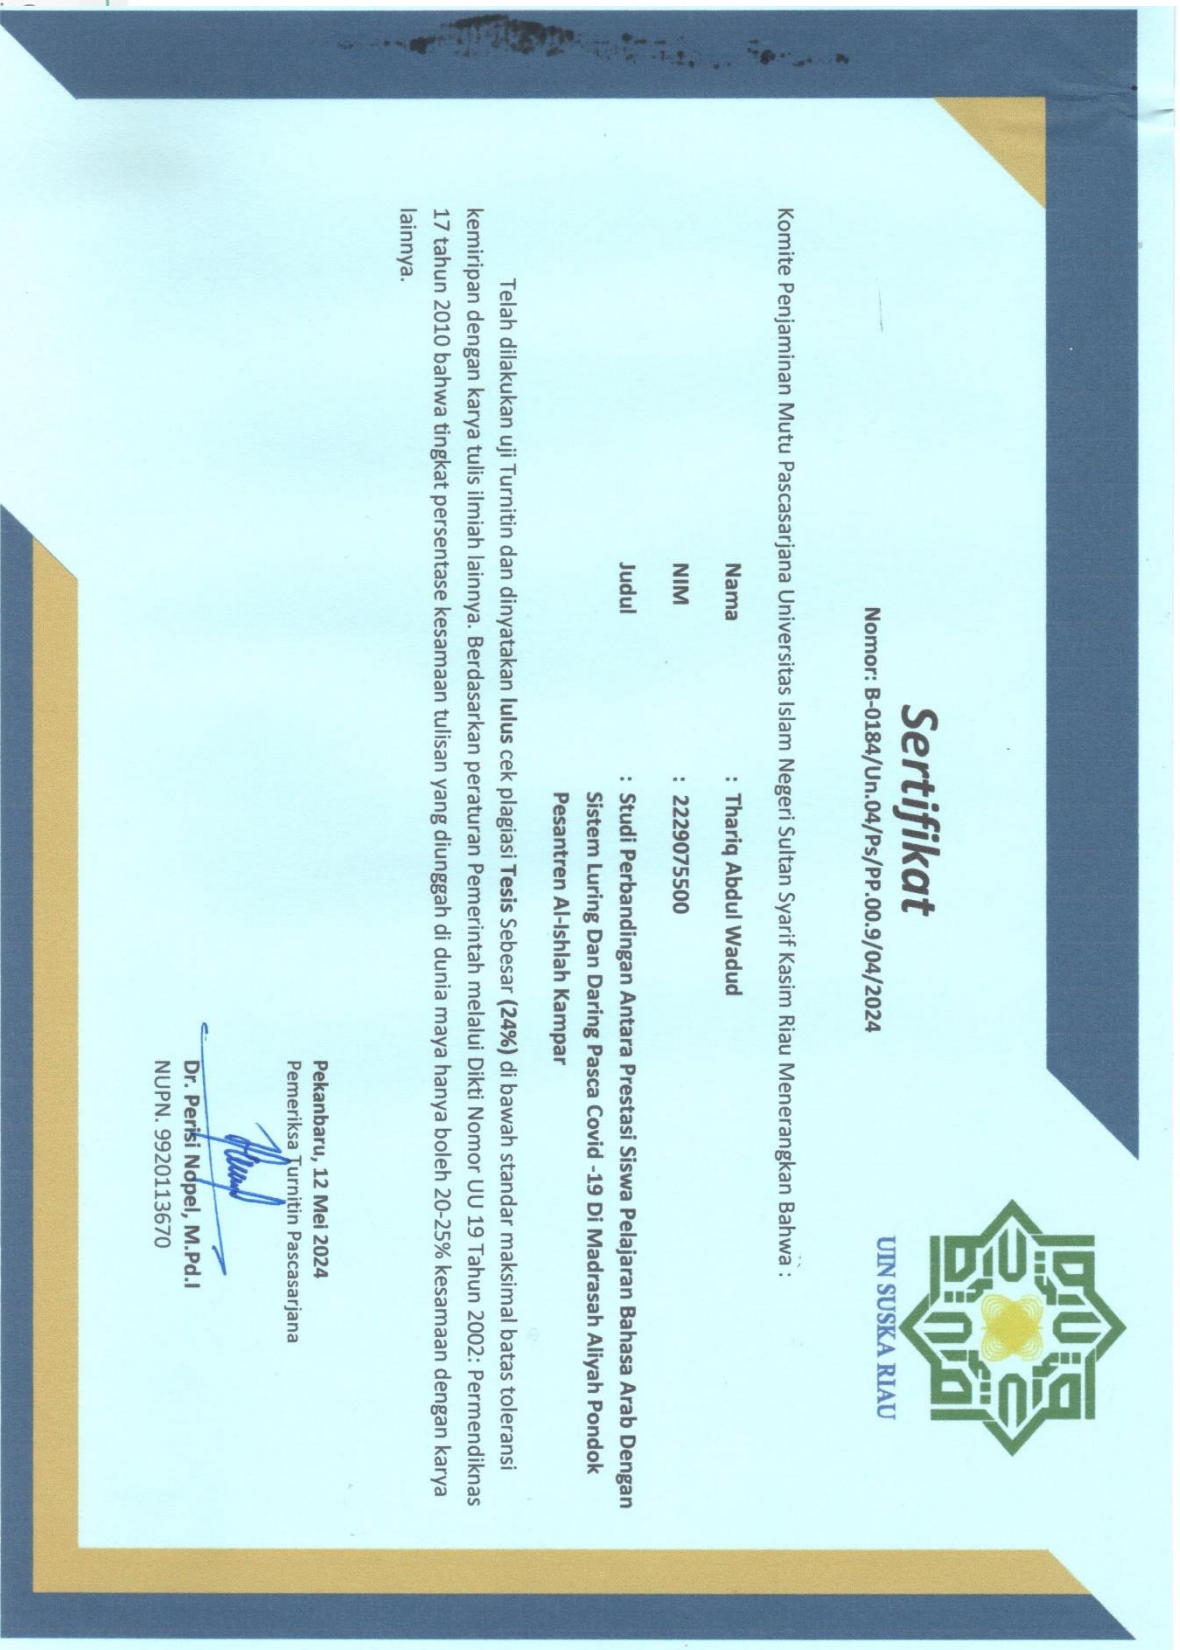 UIN SUSKA RIAU
Sertifikat
Nomor: B-0184/Un.04/Ps/PP.00.9/04/2024
Komite Penjaminan Mutu Pascasarjana Universitas Islam Negeri Sultan Syarif Kasim Riau Menerangkan Bahwa :
Nama : Thariq Abdul Wadud
NIM : 2229075500
Judul : Studi Perbandingan Antara Prestasi Siswa Pelajaran Bahasa Arab Dengan
Sistem Luring Dan Daring Pasca Covid -19 Di Madrasah Aliyah Pondok
Pesantren Al-Ishlah Kampar
Telah dilakukan uji Turnitin dan dinyatakan lulus cek plagiasi Tesis Sebesar (24%) di bawah standar maksimal batas toleransi
kemiripan dengan karya tulis ilmiah lainnya. Berdasarkan peraturan Pemerintah melalui Dikti Nomor UU 19 Tahun 2002: Permendiknas
17 tahun 2010 bahwa tingkat persentase kesamaan tulisan yang diunggah di dunia maya hanya boleh 20-25% kesamaan dengan karya
lainnya.
Pekanbaru, 12 Mei 2024
Pemeriksa Turnitin Pascasarjana
Dr. Perisi Nopel, M.Pd.I
NUPN. 9920113670